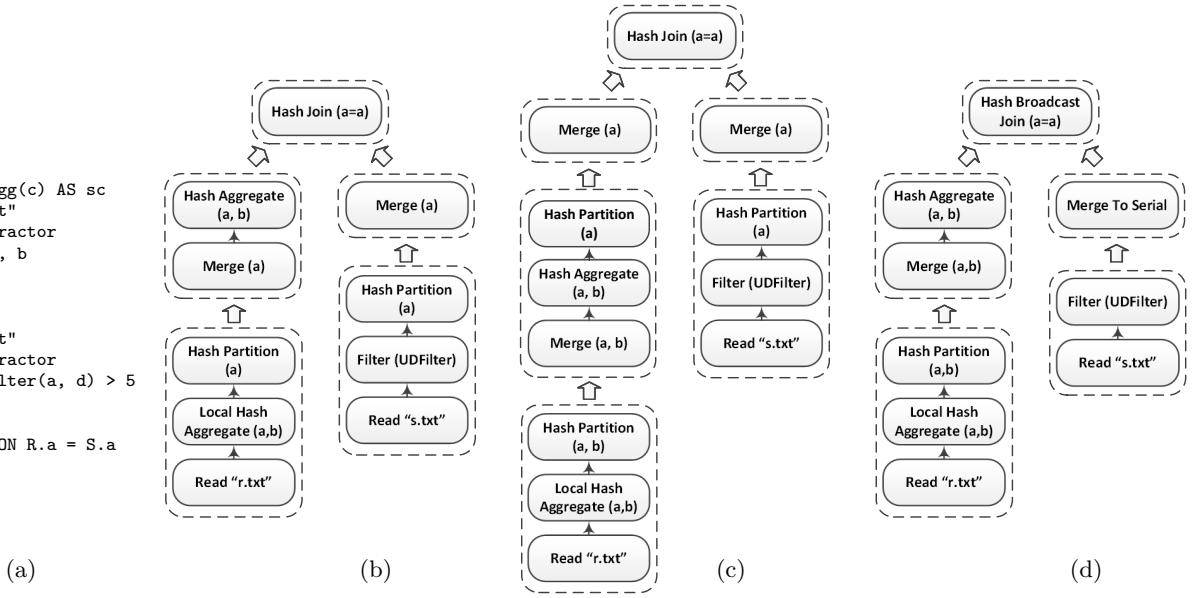 gg(c) AS sc
t"
ractor
, b
t"
ractor
lter(a, d) > 5
ON R.a = S.a
(a)
Hash Join (a=a)
Hash Aggregate
(a, b)
Merge (a)
Hash Partition
(a)
Local Hash
Aggregate (a,b)
Read “r.txt”
Merge (a)
Hash Partition
(a)
Filter (UDFilter)
Read “s.txt”
(b)
Hash Join (a=a)
Merge (a)
Hash Partition
(a)
Hash Aggregate
(a, b)
Merge (a, b)
Hash Partition
(a, b)
Local Hash
Aggregate (a,b)
Read “r.txt”
Merge (a)
Hash Partition
(a)
Filter (UDFilter)
Read “s.txt”
(c)
Hash Broadcast
Join (a=a)
Hash Aggregate
(a, b)
Merge (a,b)
Hash Partition
(a,b)
Local Hash
Aggregate (a,b)
Read “r.txt”
Merge To Serial
Filter (UDFilter)
Read “s.txt”
(d)